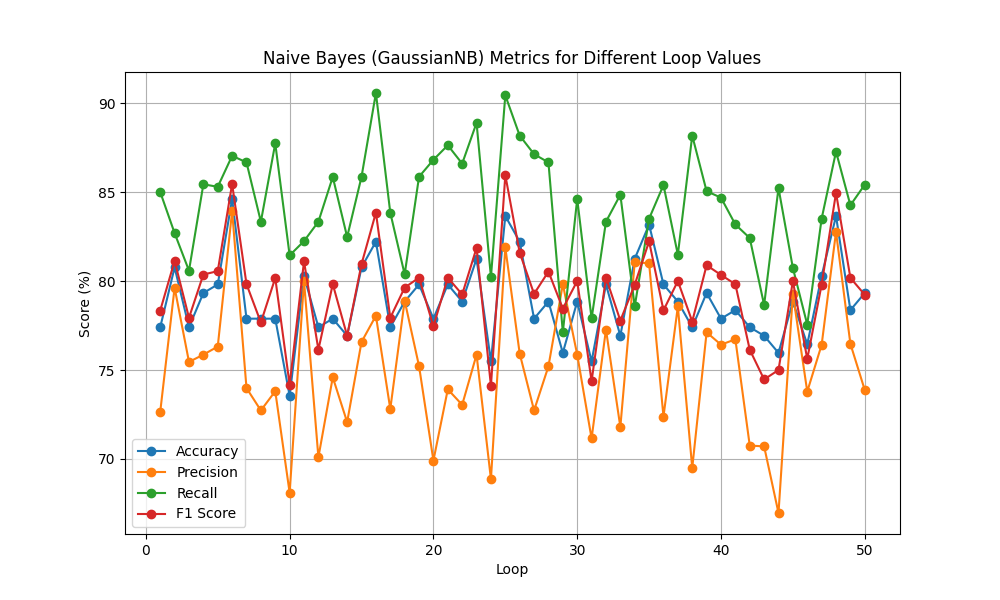 Naive Bayes (GaussianNB) Metrics for Different Loop Values
Score (%)
90
85
80
75
70
Accuracy
Precision
Recall
F1 Score
0 10 20 30 40 50
Loop